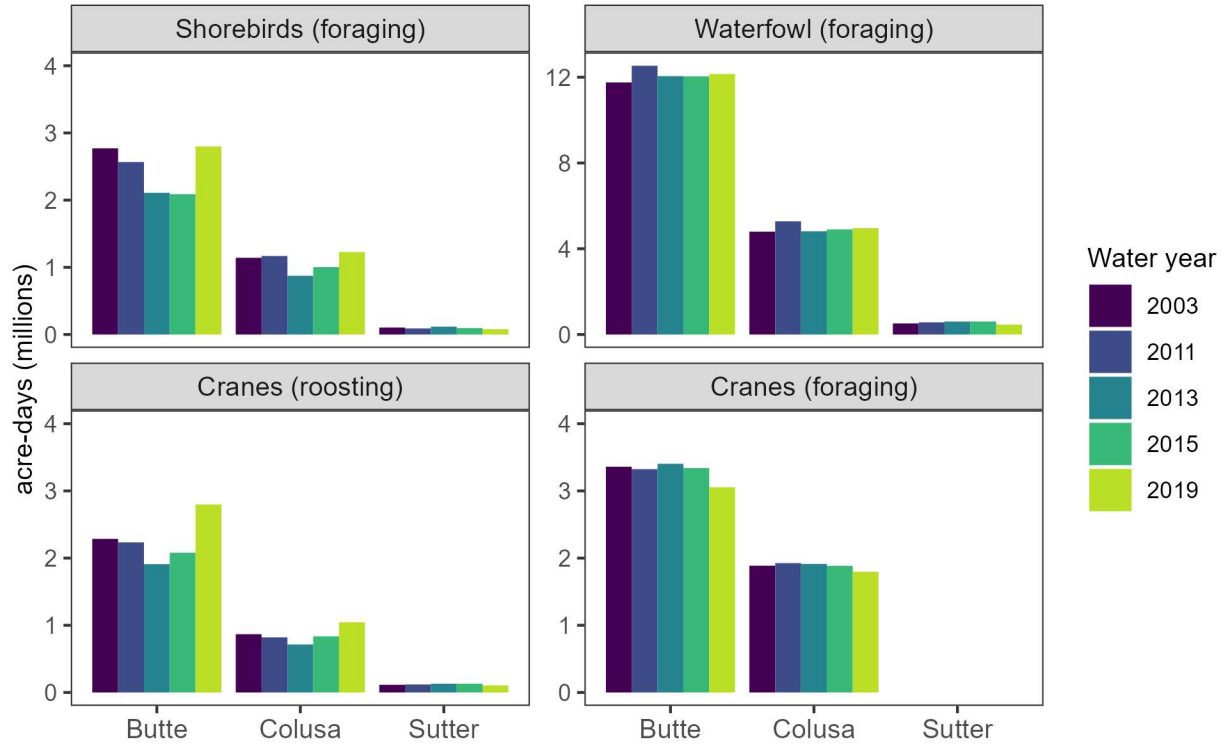 Shorebirds (foraging)
Waterfowl (foraging)
4
3
2
1
0
12
8
4
0
Cranes (roosting)
Cranes (foraging)
4
3
2
1
0
4
3
2
1
0
Butte
Colusa
Sutter
Butte
Colusa
Sutter
acre-days (millions)
Water year
2003
2011
2013
2015
2019